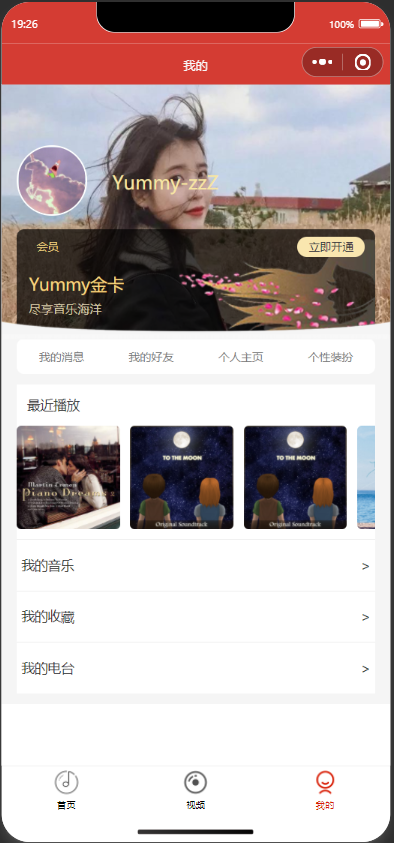 19:26
100%
我的
Yummy-zzZ
会员
立即开通
Yummy金卡
尽享音乐海洋
我的消息
我的好友
个人主页
个性装扮
最近播放
Martin Ermen
Piano Dreams
TO THE MOON
Original Soundtrack
TO THE MOON
Original Soundtrack
我的音乐 >
我的收藏 >
我的电台 >
首页
视频
我的